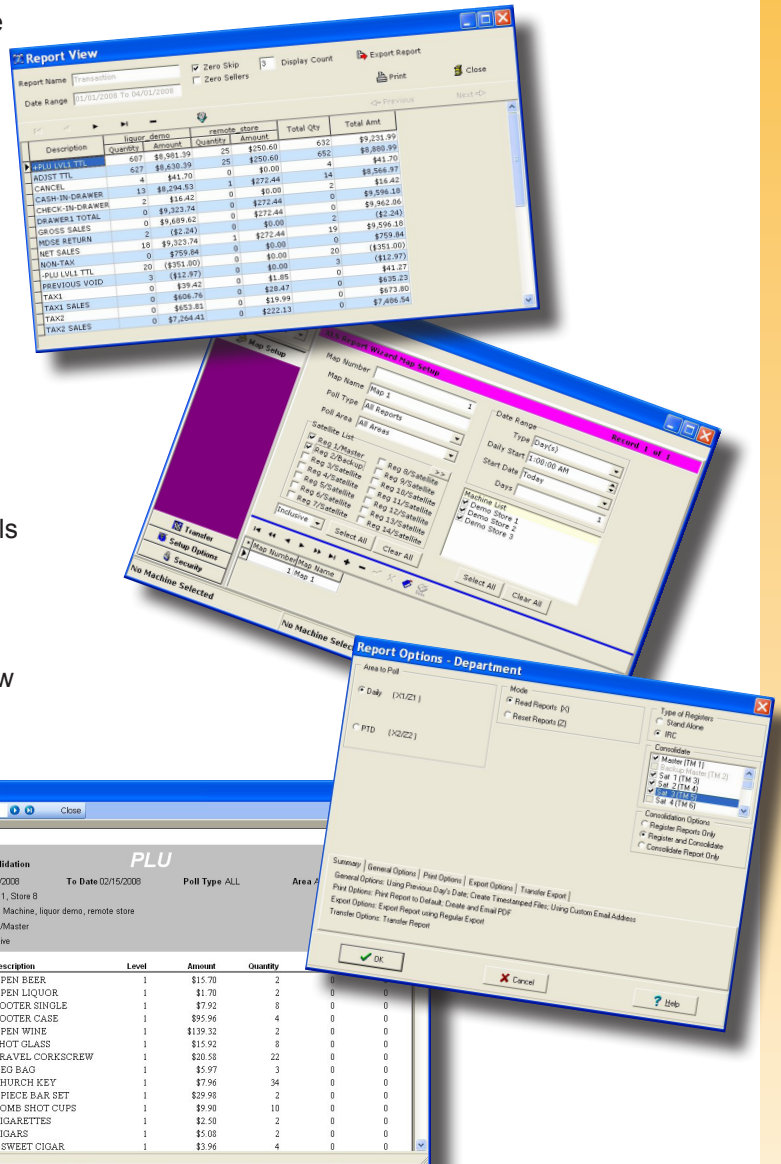 e
Report View
Report Name Transaction
Zero Skip 3 Display Count Export Report
Date Range 01/01/2008 To 04/01/2008
Zero Sellers Print Close
Previous Next
liquor_demo remote_store
Description Quantity Amount Quantity Amount Total Qty Total Amt
+PLU LVL1 TTL 607 $8,981.39 25 $250.60 632 $9,231.99
ADJST TTL 627 $8,630.39 25 $250.60 652 $8,880.99
CANCEL 4 $41.70 0 $0.00 4 $41.70
CASH-IN-DRAWER 13 $8,294.53 1 $272.44 14 $8,566.97
CHECK-IN-DRAWER 2 $16.42 0 $0.00 2 $16.42
DRAWER1 TOTAL 0 $9,323.74 0 $272.44 0 $9,596.18
GROSS SALES 0 $9,689.62 0 $272.44 0 $9,962.06
MDSE RETURN 2 ($2.24) 0 $0.00 2 ($2.24)
NET SALES 18 $9,323.74 1 $272.44 19 $9,596.18
NON-TAX 0 $759.84 0 $0.00 0 $759.84
-PLU LVL1 TTL 20 ($351.00) 0 $0.00 20 ($351.00)
PREVIOUS VOID 3 ($12.97) 0 $0.00 3 ($12.97)
TAX1 0 $39.42 0 $1.85 0 $41.27
TAX1 SALES 0 $606.76 0 $28.47 0 $635.23
TAX2 0 $653.81 0 $19.99 0 $673.80
TAX2 SALES 0 $7,264.41 0 $222.13 0 $7,486.54
Map Setup
Report Wizard Map Setup
Record 1 of 1
Map Number 1
Map Name Map 1
Poll Type All Reports
Poll Area All Areas
Satellite List
Reg 1/Master
Reg 2/Backup
Reg 3/Satellite
Reg 4/Satellite
Reg 5/Satellite
Reg 6/Satellite
Reg 7/Satellite
>>
Reg 8/Satellite
Reg 9/Satellite
Reg 10/Satellite
Reg 11/Satellite
Reg 12/Satellite
Reg 13/Satellite
Reg 14/Satellite
Inclusive Select All Clear All
Date Range
Type Day(s)
Daily Start 1:00:00 AM
Start Date Today
Days 1
Machine List
Demo Store 1
Demo Store 2
Demo Store 3
Select All Clear All
Map Number Map Name
1 Map 1
Transfer
Setup Options
Security
No Machine Selected
No Machine Selec
ls
w
Report Options - Department
Area to Poll
Daily (X1/Z1)
PTD (X2/Z2)
Mode
Read Reports (X)
Reset Reports (Z)
Type of Registers
Stand Alone
IRC
Consolidate
Master (TM 1)
Backup Master (TM 2)
Sat 1 (TM 3)
Sat 2 (TM 4)
Sat 3 (TM 5)
Sat 4 (TM 6)
Consolidation Options
Register Reports Only
Register and Consolidate
Consolidate Report Only
Summary General Options Print Options Export Options Transfer Export
General Options: Using Previous Day's Date; Create Timestamped Files; Using Custom Email Address
Print Options: Print Report to Default; Create and Email PDF
Export Options: Export Report using Regular Export
Transfer Options: Transfer Report
OK Cancel Help
Close
lidation PLU
/2008 To Date 02/15/2008 Poll Type ALL Area A
1, Store 8
Machine, liquor demo, remote store
/Master
ive
escription Level Amount Quantity
PEN BEER 1 $15.70 2 0 0
PEN LIQUOR 1 $1.70 2 0 0
OOTER SINGLE 1 $7.92 8 0 0
OOTER CASE 1 $95.96 4 0 0
PEN WINE 1 $139.32 2 0 0
HOT GLASS 1 $15.92 8 0 0
RAVEL CORKSCREW 1 $20.58 22 0 0
EG BAG 1 $5.97 3 0 0
HURCH KEY 1 $7.96 34 0 0
PIECE BAR SET 1 $29.98 2 0 0
OMB SHOT CUPS 1 $9.90 10 0 0
IGARETTES 1 $2.50 2 0 0
IGARS 1 $5.08 2 0 0
SWEET CIGAR 1 $3.96 4 0 0